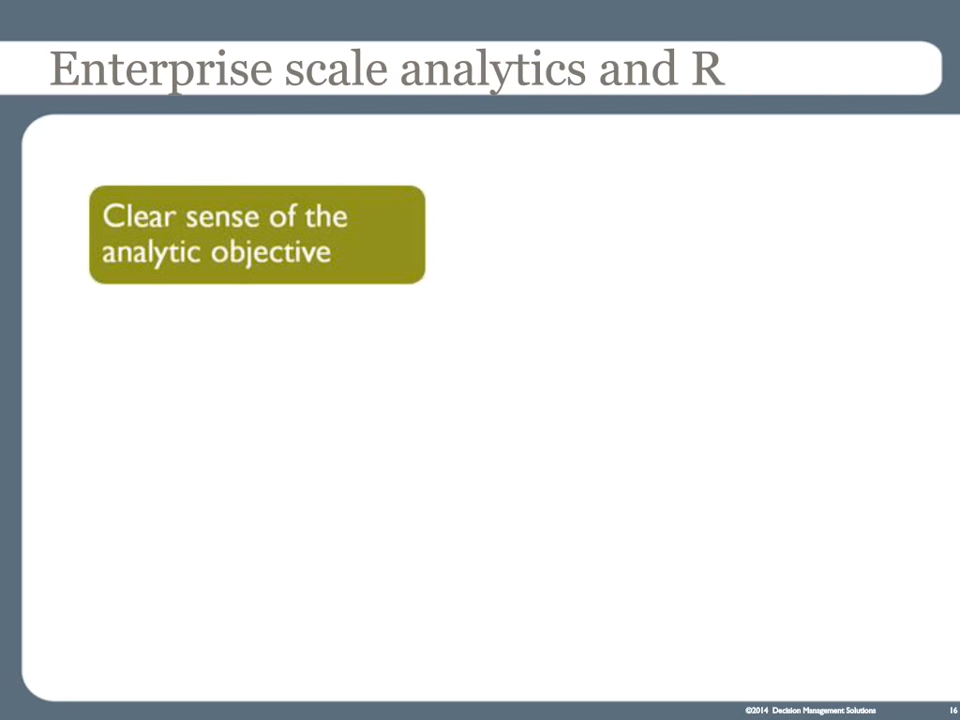 Enterprise scale analytics and R
Clear sense of the
analytic objective
©2014 Decision Management Solutions 16